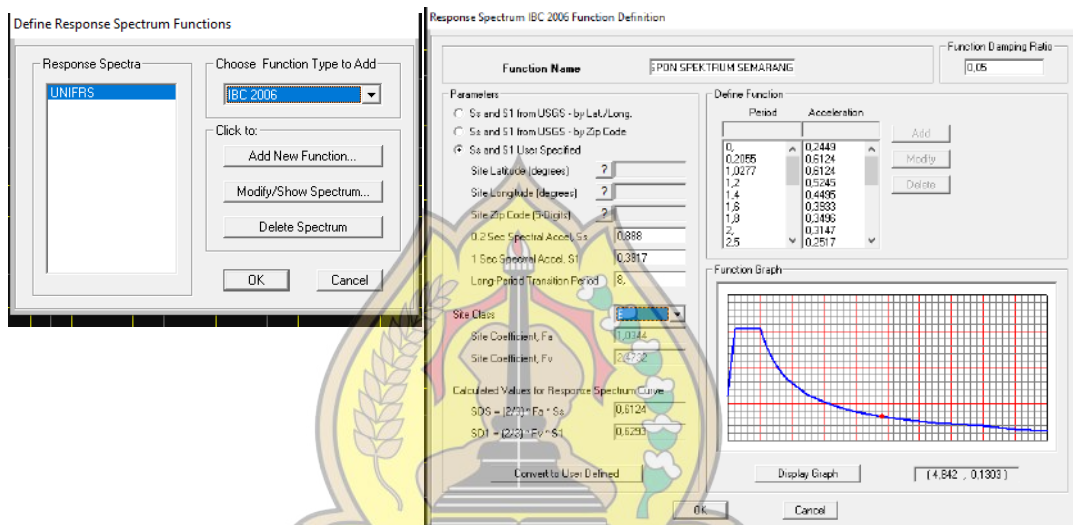 Define Response Spectrum Functions
Response Spectra
UNIFRS
Choose Function Type to Add
IBC 2006
Click to:
Add New Function...
Modify/Show Spectrum...
Delete Spectrum
OK
Cancel
Response Spectrum IBC 2006 Function Definition
Function Name
SPON SPEKTRUM SEMARANG
Function Damping Ratio
0,05
Parameters
Ss and S1 from USGS - by Lat./Long.
Ss and S1 from USGS - by Zip Code
Ss and S1 User Specified
Site Latitude (degrees)
?
Site Longitude (degrees)
?
Site Zip Code (5-Digits)
?
0.2 Sec Spectral Accel, Ss
0,888
1 Sec Spectral Accel, S1
0,3817
Long-Period Transition Period
8,
Site Class
Site Coefficient, Fa
1,0344
Site Coefficient, Fv
2,4732
Calculated Values for Response Spectrum Curve
SDS = (2/3) * Fa * Ss
0,6124
SD1 = (2/3) * Fv * S1
0,6293
Convert to User Defined
Define Function
Period Acceleration
0, 0,2449
0,2055 0,6124
1,0277 0,6124
1,2 0,5245
1,4 0,4495
1,6 0,3933
1,8 0,3496
2, 0,3147
2,5 0,2517
Add
Modify
Delete
Function Graph
Display Graph
(4,842 , 0,1303)
OK
Cancel